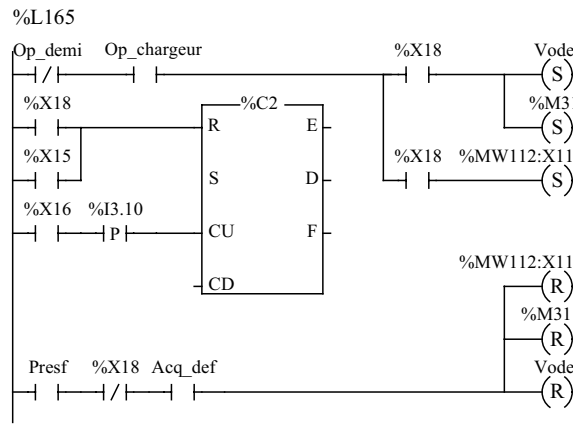 %L165
Op_demi Op_chargeur %X18 Vode
S
%X18 %C2 %M31
R E S
%X15 %X18 %MW112:X11
S D S
%X16 %I3.10
P CU F
CD
%MW112:X11
R
%M31
R
Presf %X18 Acq_def Vode
R